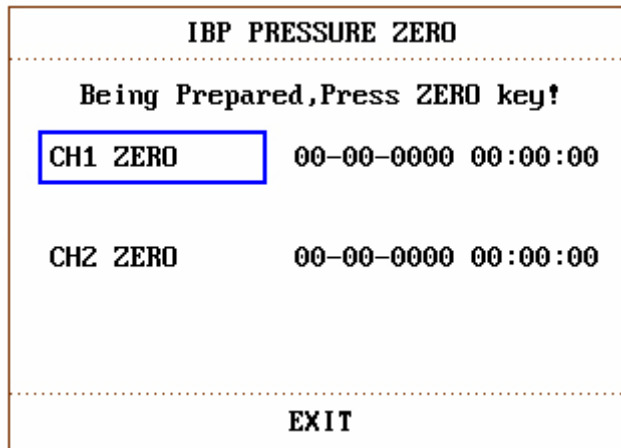 IBP PRESSURE ZERO
Being Prepared,Press ZERO key!
CH1 ZERO 00-00-0000 00:00:00
CH2 ZERO 00-00-0000 00:00:00
EXIT